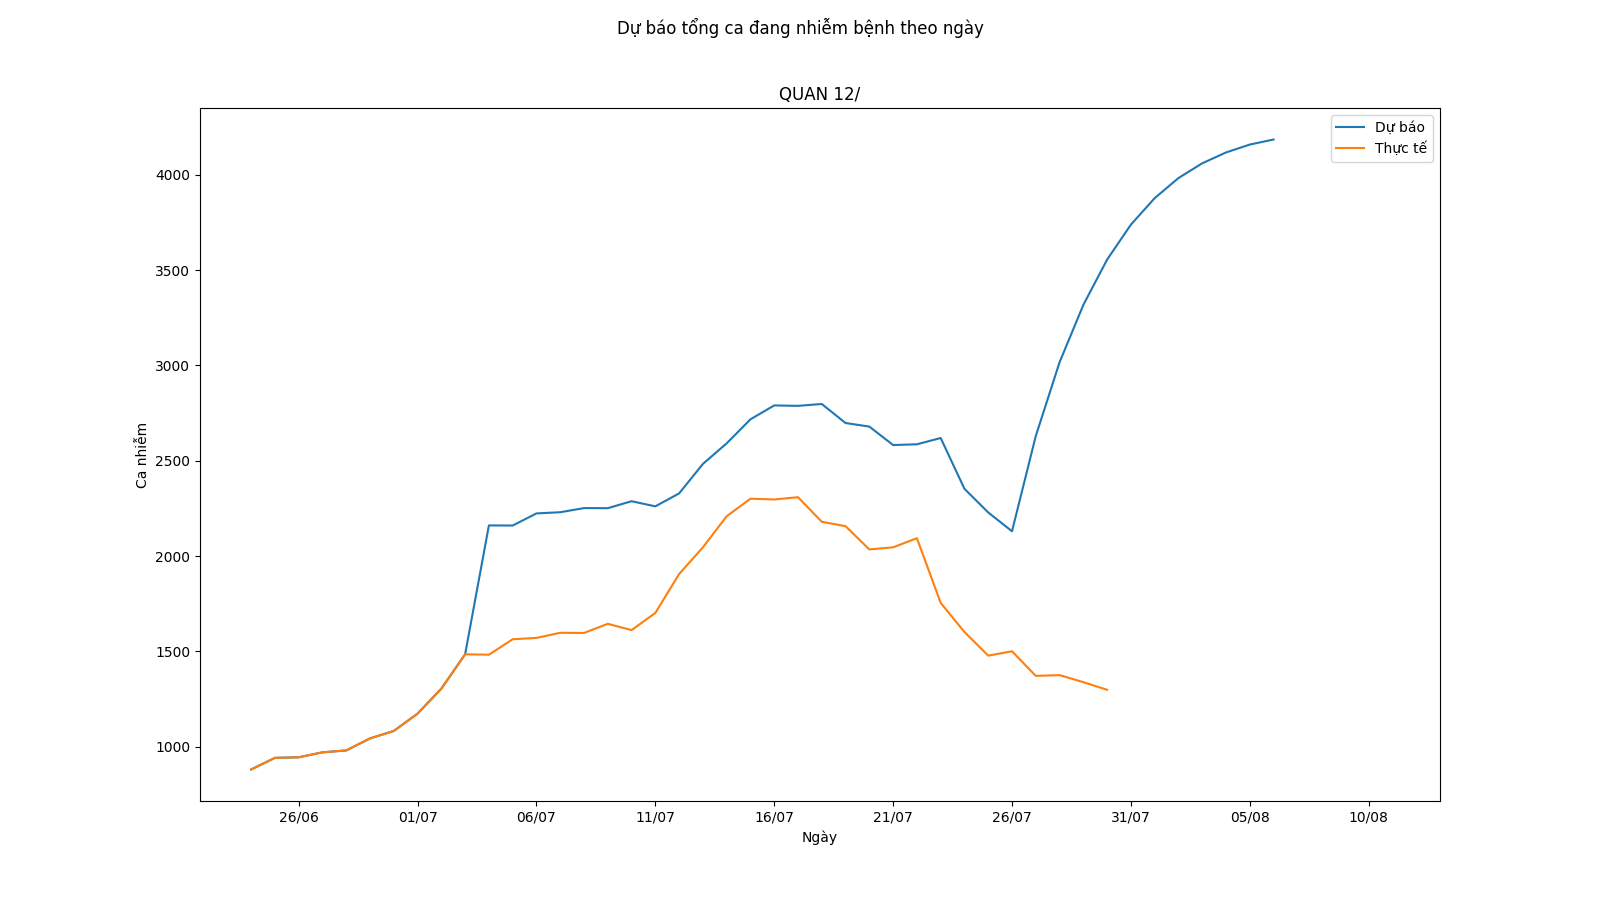 Dự báo tổng ca đang nhiễm bệnh theo ngày
QUAN 12/
Dự báo
Thực tế
4000
3500
3000
2500
2000
1500
1000
Ca nhiễm
26/06 01/07 06/07 11/07 16/07 21/07 26/07 31/07 05/08 10/08
Ngày